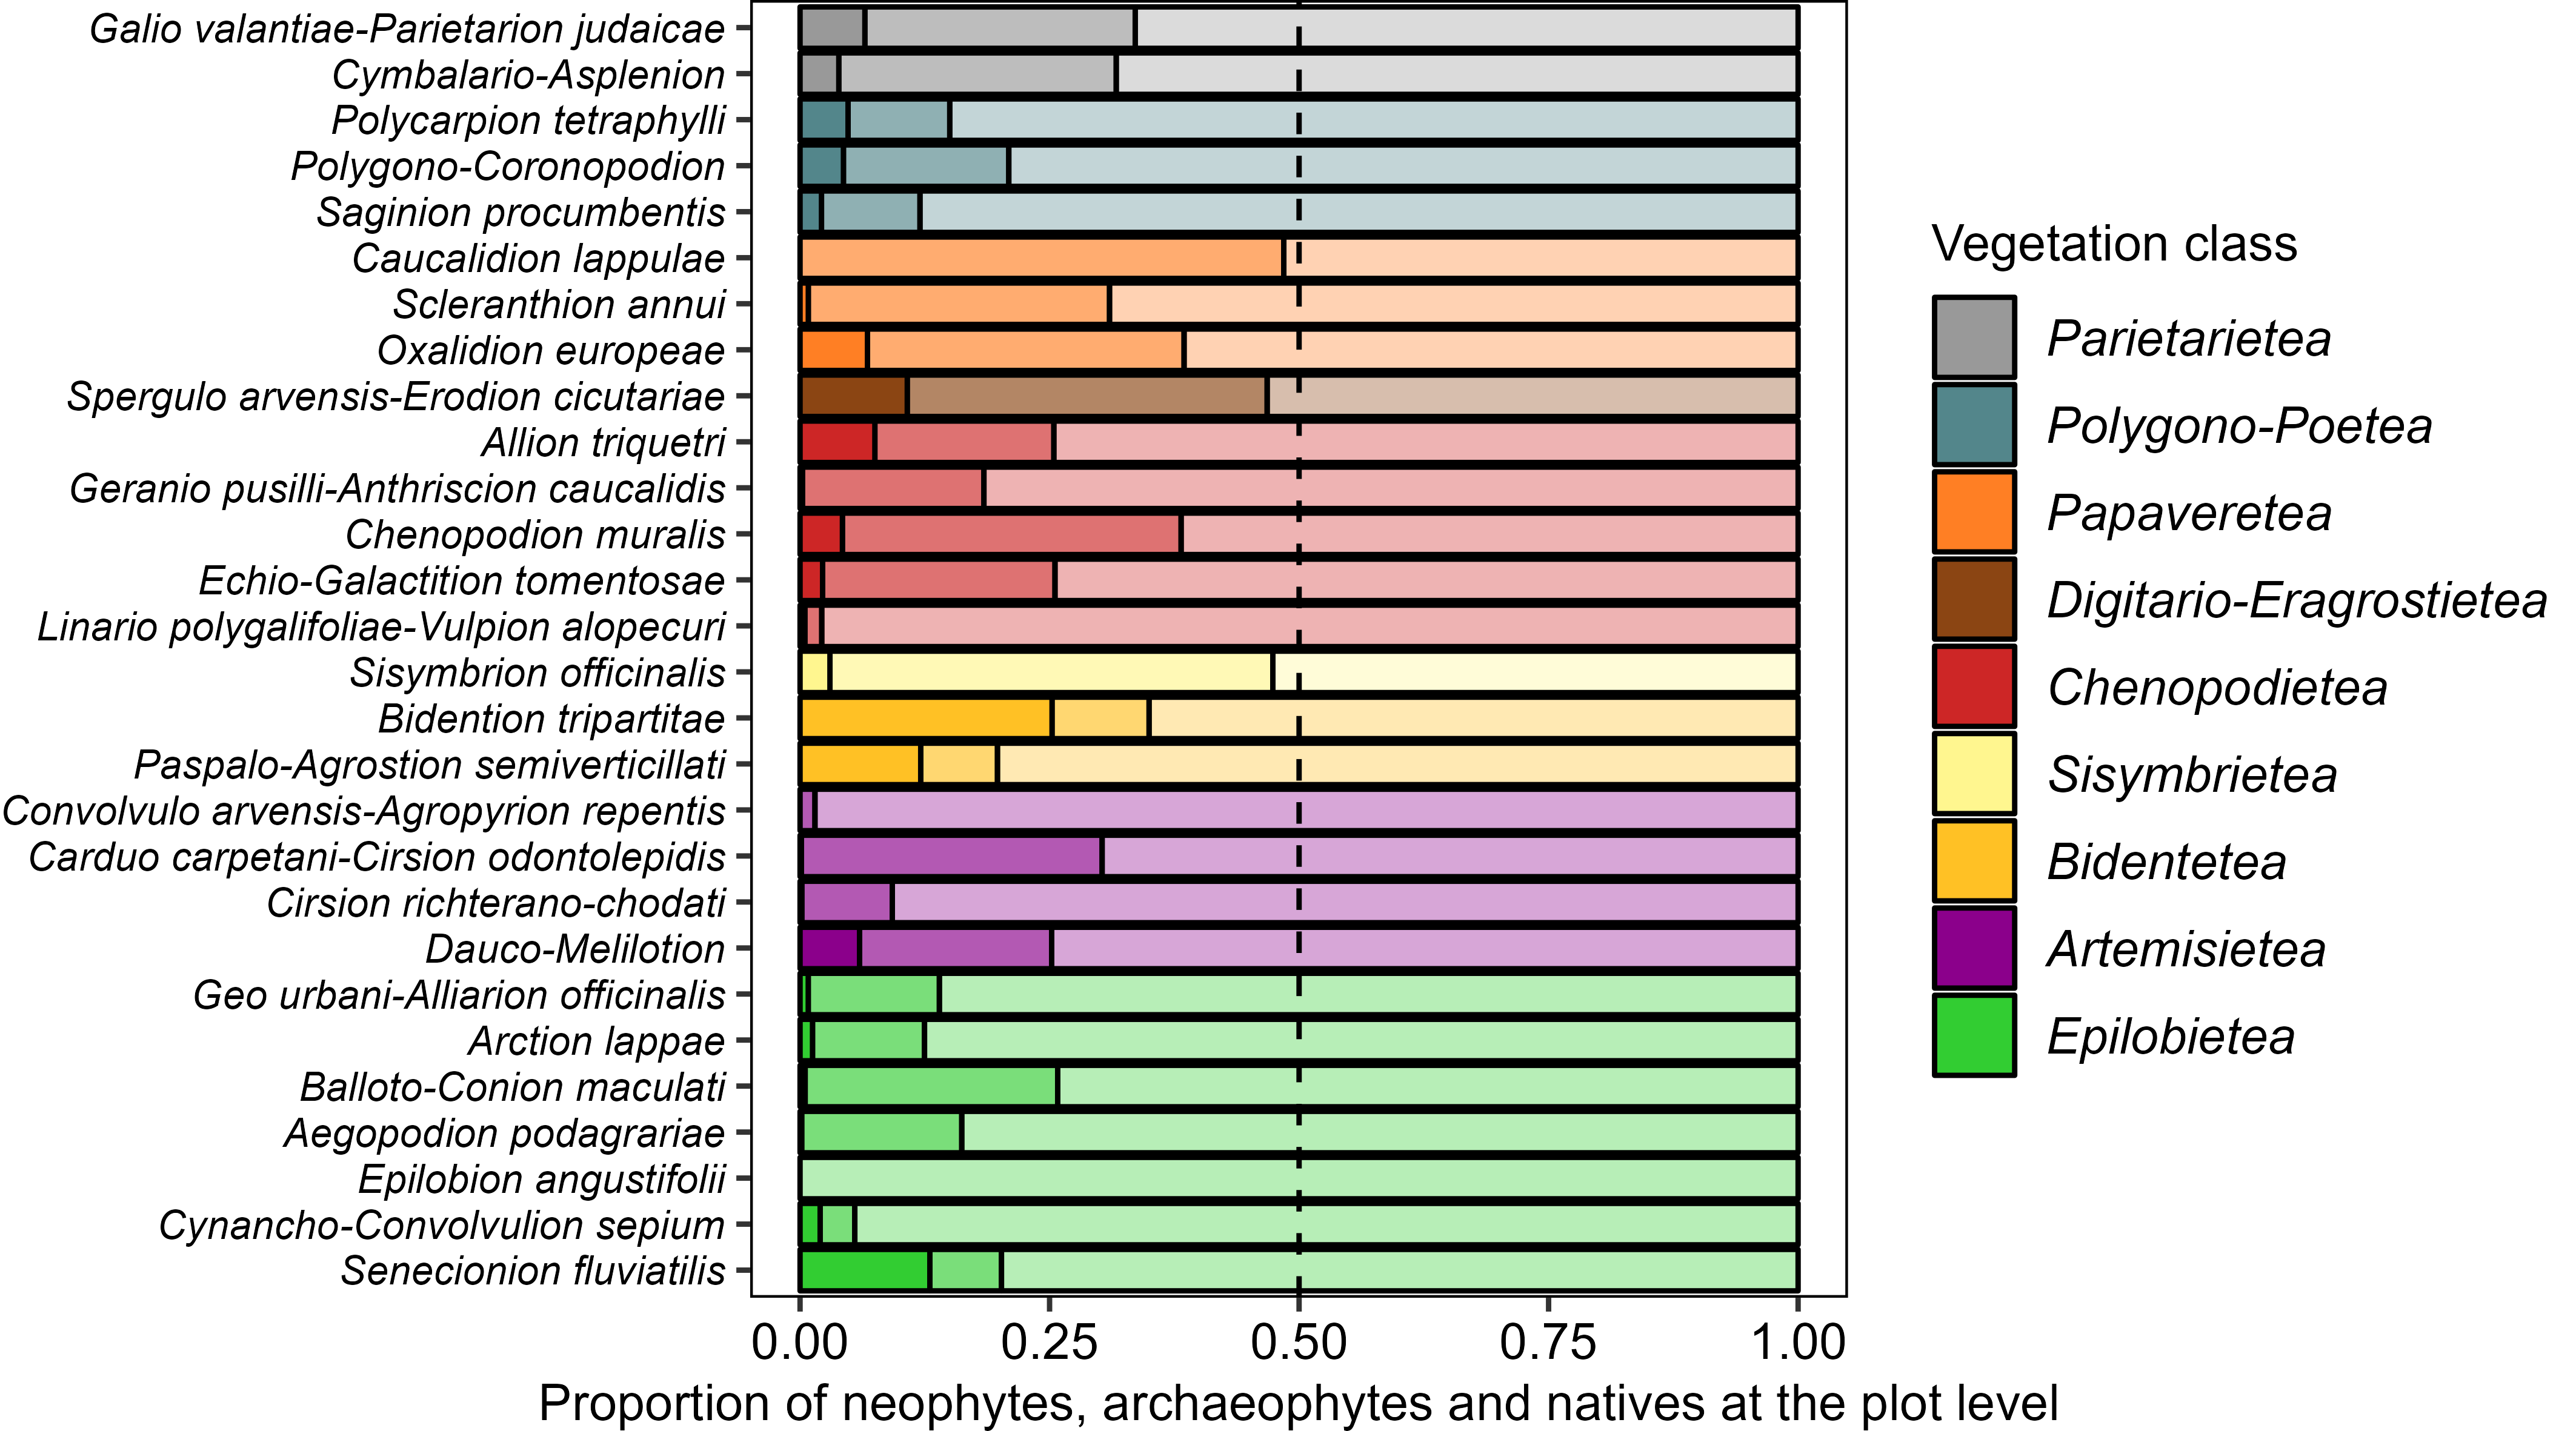 Galio valantiae-Parietarion judaicae
Cymbalario-Asplenion
Polycarpion tetraphylli
Polygono-Coronopodion
Saginion procumbentis
Caucalidion lappulae
Scleranthion annui
Oxalidion europeae
Spergulo arvensis-Erodion cicutariae
Allion triquetri
Geranio pusilli-Anthriscion caucalidis
Chenopodion muralis
Echio-Galactition tomentosae
Linario polygalifoliae-Vulpion alopecuri
Sisymbrion officinalis
Bidention tripartitae
Paspalo-Agrostion semiverticillati
Convolvulo arvensis-Agropyrion repentis
Carduo carpetani-Cirsion odontolepidis
Cirsion richterano-chodati
Dauco-Melilotion
Geo urbani-Alliarion officinalis
Arction lappae
Balloto-Conion maculati
Aegopodion podagrariae
Epilobion angustifolii
Cynancho-Convolvulion sepium
Senecionion fluviatilis
0.00 0.25 0.50 0.75 1.00
Proportion of neophytes, archaeophytes and natives at the plot level
Vegetation class
Parietarietea
Polygono-Poetea
Papaveretea
Digitario-Eragrostietea
Chenopodietea
Sisymbrietea
Bidentetea
Artemisietea
Epilobietea